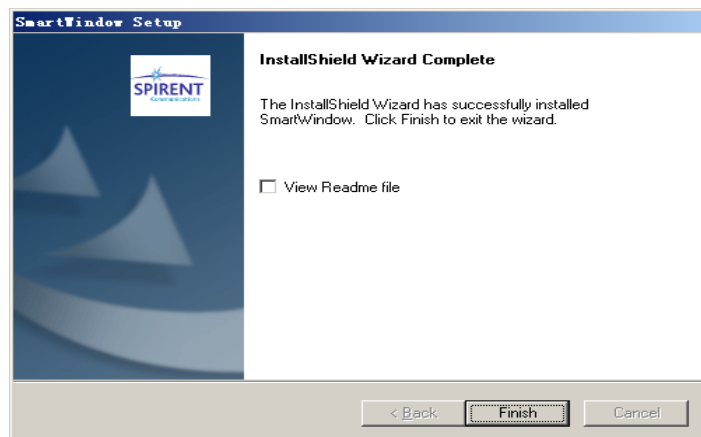 SmartWindow Setup
SPIRENT
Communications
InstallShield Wizard Complete
The InstallShield Wizard has successfully installed
SmartWindow. Click Finish to exit the wizard.
View Readme file
< Back
Finish
Cancel